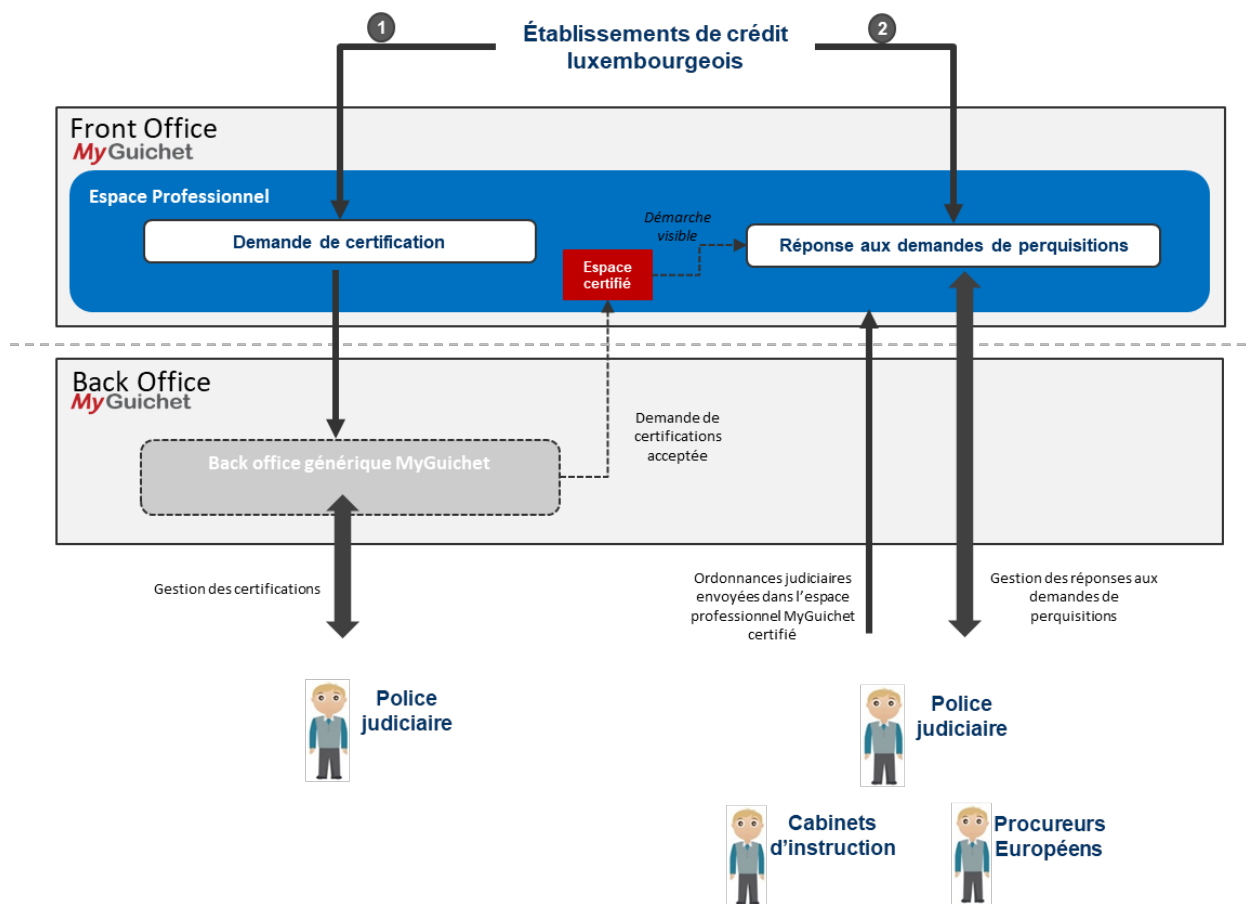 1
Établissements de crédit
luxembourgeois
2
Front Office
MyGuichet
Espace Professionnel
Demande de certification
Démarche
visible
Réponse aux demandes de perquisitions
Espace
certifié
Back Office
MyGuichet
Demande de
certifications
acceptée
Back office générique MyGuichet
Gestion des certifications
Ordonnances judiciaires
envoyées dans l'espace
professionnel MyGuichet
certifié
Gestion des réponses aux
demandes de
perquisitions
Police
judiciaire
Police
judiciaire
Cabinets
d'instruction
Procureurs
Européens